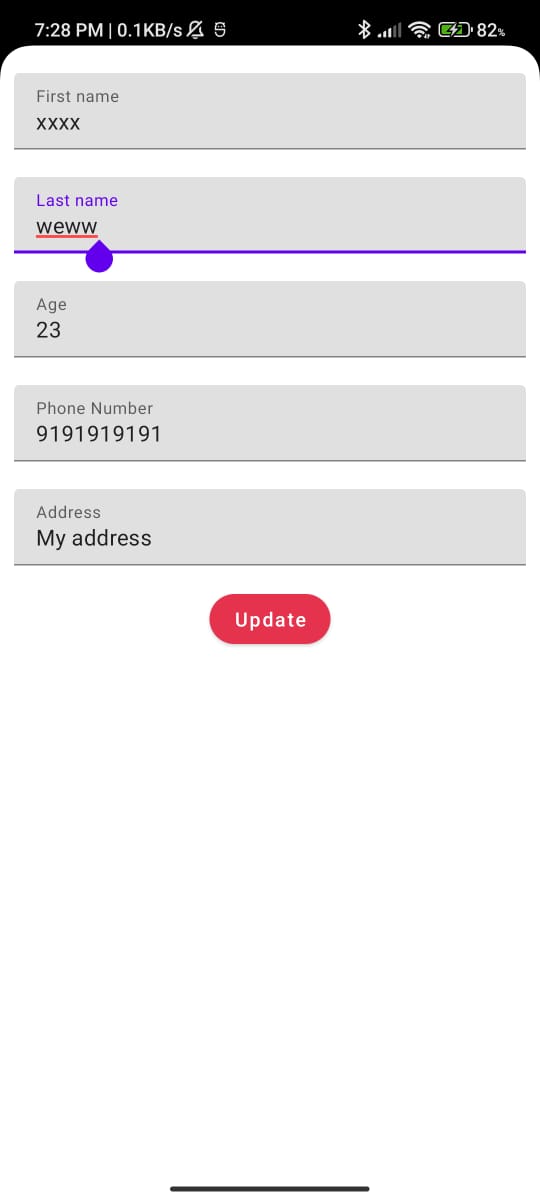 7:28 PM | 0.1KB/s 82%
First name
xxxx
Last name
weww
Age
23
Phone Number
9191919191
Address
My address
Update